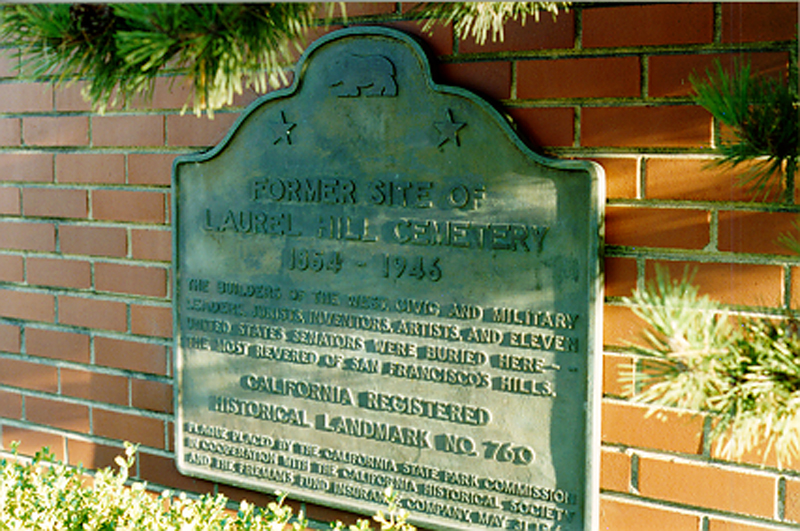 FORMER SITE OF
LAUREL HILL CEMETERY
1854 - 1946
THE BUILDERS OF THE WEST, CIVIC AND MILITARY
LEADERS, JURISTS, INVENTORS, ARTISTS, AND ELEVEN
UNITED STATES SENATORS WERE BURIED HERE--
THE MOST REVERED OF SAN FRANCISCO'S HILLS.
CALIFORNIA REGISTERED
HISTORICAL LANDMARK NO. 760
PLAQUE PLACED BY THE CALIFORNIA STATE PARK COMMISSION
IN COOPERATION WITH THE CALIFORNIA HISTORICAL SOCIETY
AND THE FIREMAN'S FUND INSURANCE COMPANY, MAY 31,